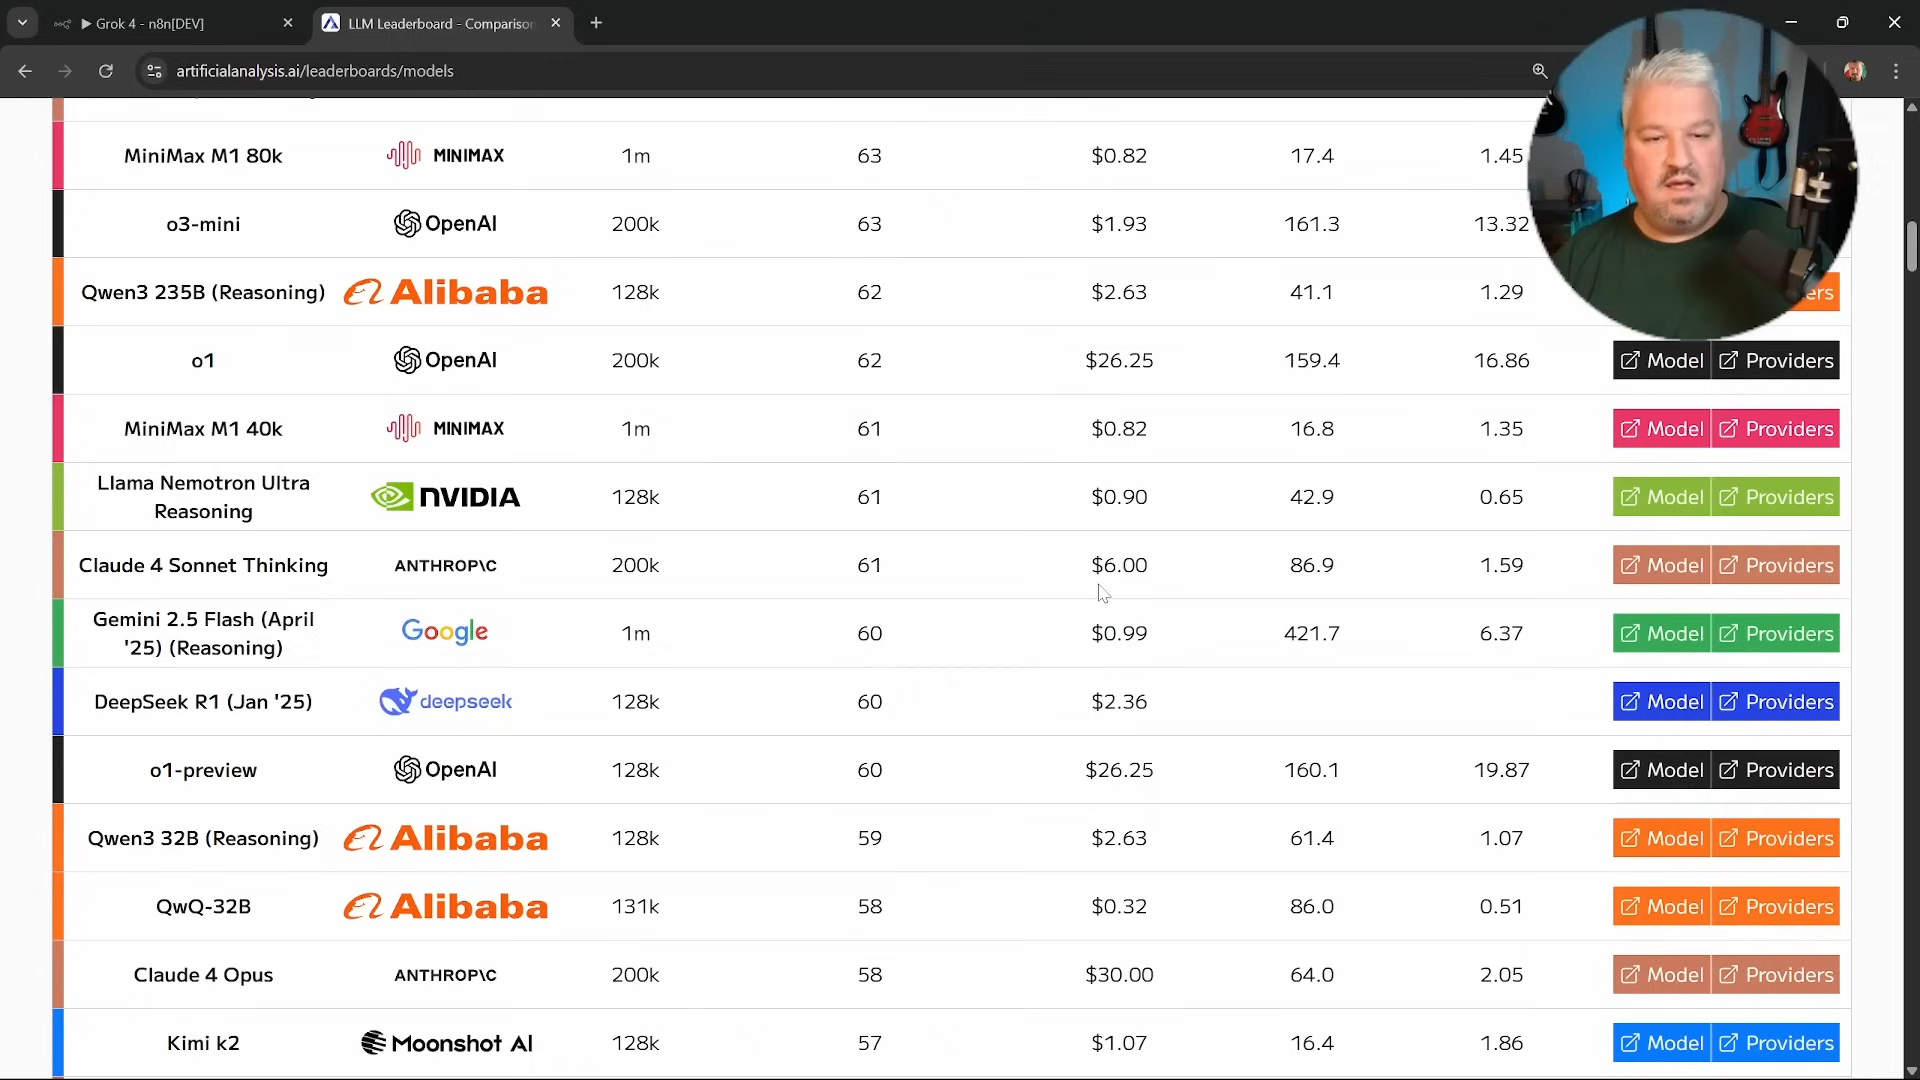 Grok 4 - n8n[DEV]
LLM Leaderboard - Comparison
artificialanalysis.ai/leaderboards/models
MiniMax M1 80k MINIMAX 1m 63 $0.82 17.4 1.45
o3-mini OpenAI 200k 63 $1.93 161.3 13.32
Qwen3 235B (Reasoning) Alibaba 128k 62 $2.63 41.1 1.29 ers
o1 OpenAI 200k 62 $26.25 159.4 16.86 Model Providers
MiniMax M1 40k MINIMAX 1m 61 $0.82 16.8 1.35 Model Providers
Llama Nemotron Ultra
Reasoning NVIDIA 128k 61 $0.90 42.9 0.65 Model Providers
Claude 4 Sonnet Thinking ANTHROP\C 200k 61 $6.00 86.9 1.59 Model Providers
Gemini 2.5 Flash (April
'25) (Reasoning) Google 1m 60 $0.99 421.7 6.37 Model Providers
DeepSeek R1 (Jan '25) deepseek 128k 60 $2.36 Model Providers
o1-preview OpenAI 128k 60 $26.25 160.1 19.87 Model Providers
Qwen3 32B (Reasoning) Alibaba 128k 59 $2.63 61.4 1.07 Model Providers
QwQ-32B Alibaba 131k 58 $0.32 86.0 0.51 Model Providers
Claude 4 Opus ANTHROP\C 200k 58 $30.00 64.0 2.05 Model Providers
Kimi k2 Moonshot AI 128k 57 $1.07 16.4 1.86 Model Providers